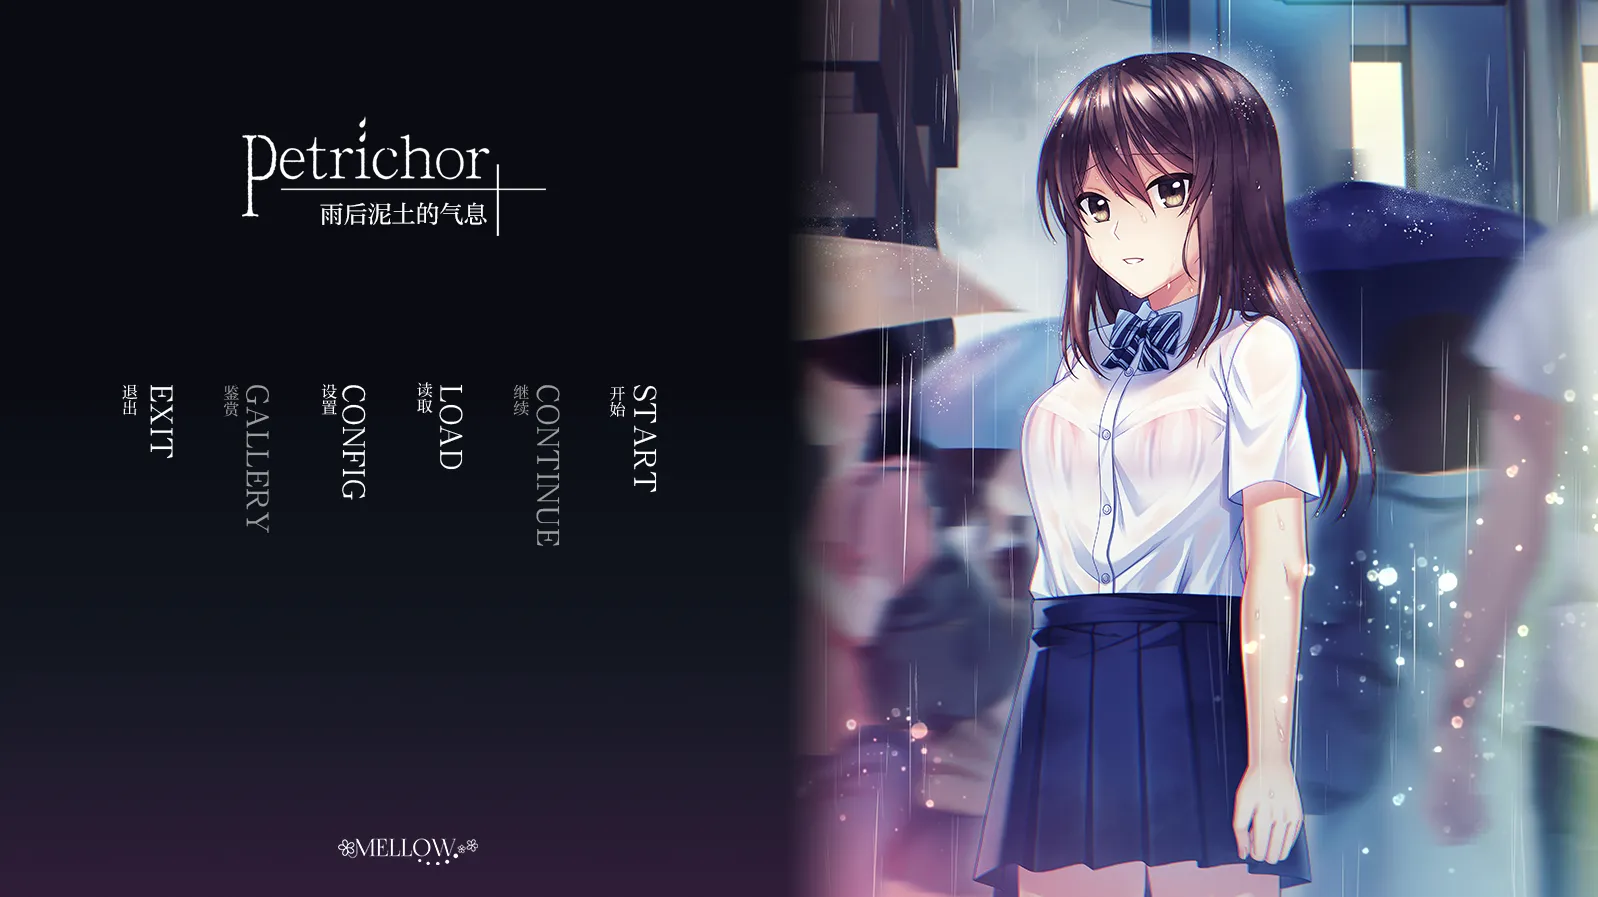 petrichor
雨后泥土的气息
START
开始
CONTINUE
继续
LOAD
读取
CONFIG
设置
GALLERY
鉴赏
EXIT
退出
MELLOW